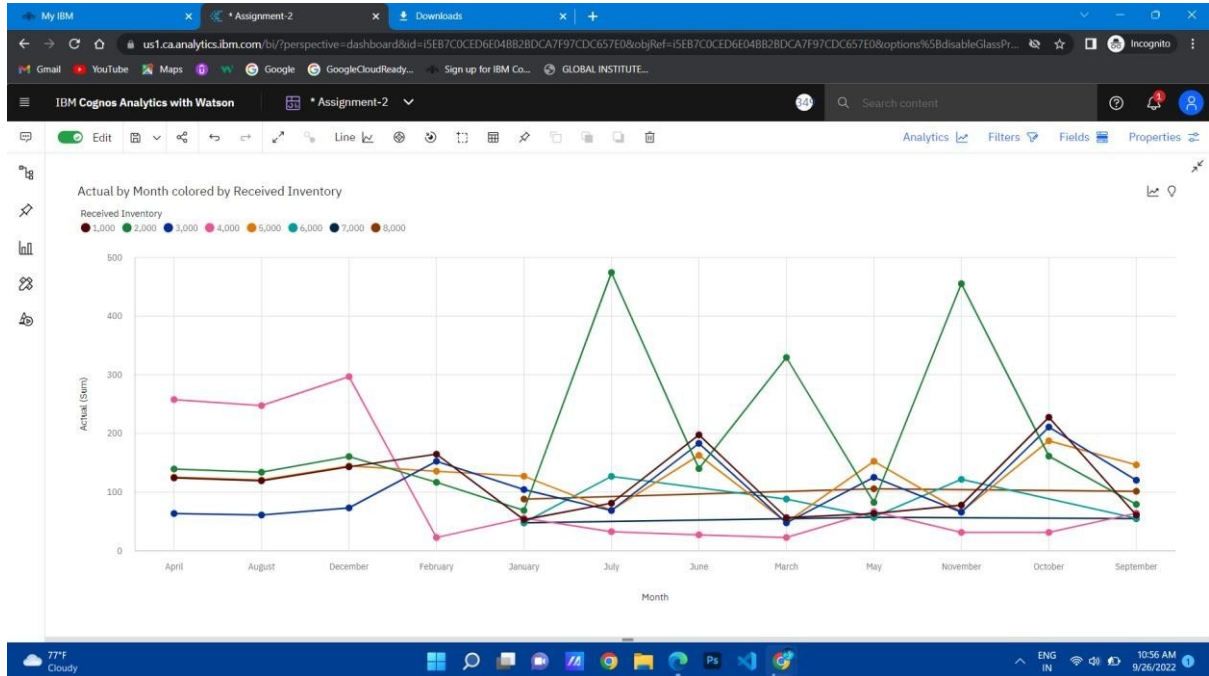 My IBM
* Assignment-2
Downloads
us1.ca.analytics.ibm.com/bi/?perspective=dashboard&id=i5EB7C0CED6E04BB2BDCA7F97CDC657E0&objRef=i5EB7C0CED6E04BB2BDCA7F97CDC657E0&options%5BdisableGlassPr...
Incognito
Gmail YouTube Maps Google GoogleCloudReady... Sign up for IBM Co... GLOBAL INSTITUTE...
IBM Cognos Analytics with Watson
* Assignment-2
Search content
Edit
Line
Analytics Filters Fields Properties
Actual by Month colored by Received Inventory
Received Inventory
1,000 2,000 3,000 4,000 5,000 6,000 7,000 8,000
500
400
300
200
100
0
Actual (Sum)
April August December February January July June March May November October September
Month
77°F
Cloudy
Ps
ENG
IN
10:56 AM
9/26/2022
1